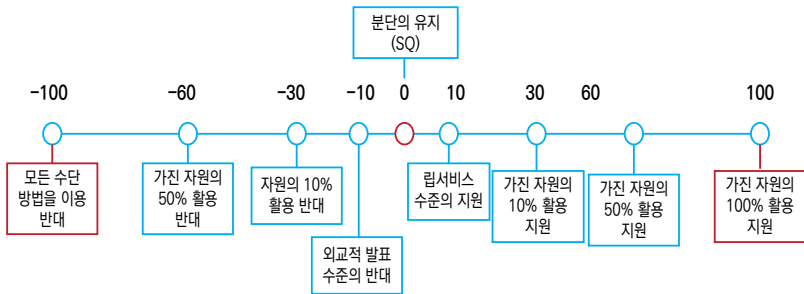 분단의 유지
(SQ)
-100
-60
-30
-10
0
10
30
60
100
모든 수단
방법을 이용
반대
가진 자원의
50% 활용
반대
자원의 10%
활용 반대
외교적 발표
수준의 반대
립서비스
수준의 지원
가진 자원의
10% 활용
지원
가진 자원의
50% 활용
지원
가진 자원의
100% 활용
지원